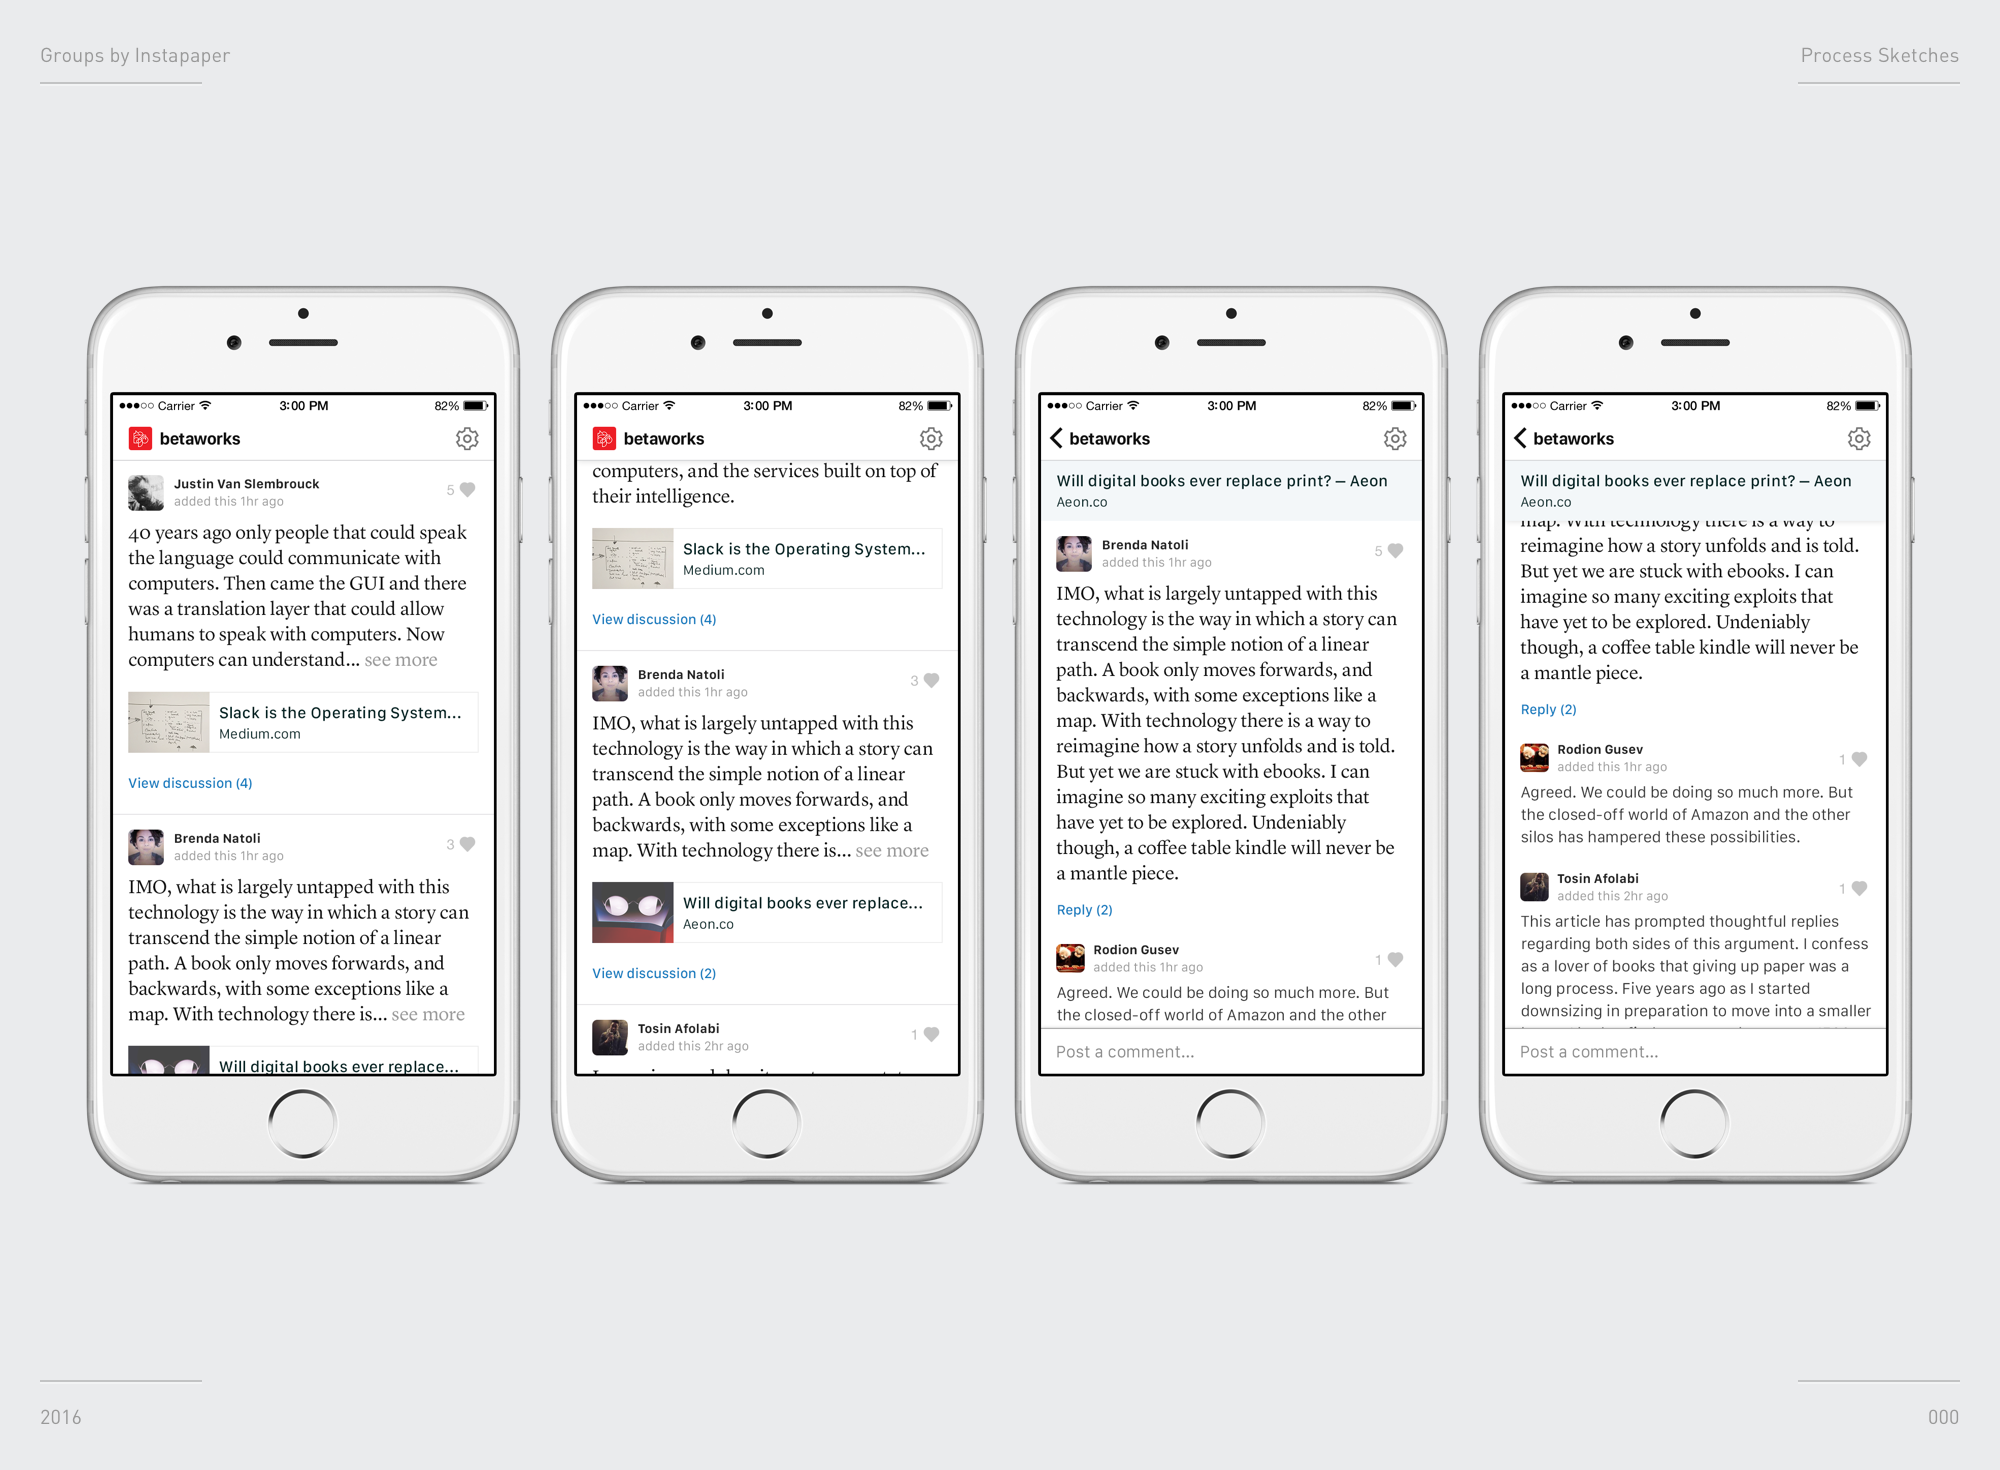 Groups by Instapaper
Process Sketches
Carrier
3:00 PM
82%
betaworks
Justin Van Slembrouck
added this 1hr ago
5
40 years ago only people that could speak
the language could communicate with
computers. Then came the GUI and there
was a translation layer that could allow
humans to speak with computers. Now
computers can understand... see more
Slack is the Operating System...
Medium.com
View discussion (4)
Brenda Natoli
added this 1hr ago
3
IMO, what is largely untapped with this
technology is the way in which a story can
transcend the simple notion of a linear
path. A book only moves forwards, and
backwards, with some exceptions like a
map. With technology there is... see more
Will digital books ever replace...
Carrier
3:00 PM
82%
betaworks
computers, and the services built on top of
their intelligence.
Slack is the Operating System...
Medium.com
View discussion (4)
Brenda Natoli
added this 1hr ago
3
IMO, what is largely untapped with this
technology is the way in which a story can
transcend the simple notion of a linear
path. A book only moves forwards, and
backwards, with some exceptions like a
map. With technology there is... see more
Will digital books ever replace...
Aeon.co
View discussion (2)
Tosin Afolabi
added this 2hr ago
1
Carrier
3:00 PM
82%
betaworks
Will digital books ever replace print? – Aeon
Aeon.co
Brenda Natoli
added this 1hr ago
5
IMO, what is largely untapped with this
technology is the way in which a story can
transcend the simple notion of a linear
path. A book only moves forwards, and
backwards, with some exceptions like a
map. With technology there is a way to
reimagine how a story unfolds and is told.
But yet we are stuck with ebooks. I can
imagine so many exciting exploits that
have yet to be explored. Undeniably
though, a coffee table kindle will never be
a mantle piece.
Reply (2)
Rodion Gusev
added this 1hr ago
1
Agreed. We could be doing so much more. But
the closed-off world of Amazon and the other
Post a comment...
Carrier
3:00 PM
82%
betaworks
Will digital books ever replace print? – Aeon
Aeon.co
map. With technology there is a way to
reimagine how a story unfolds and is told.
But yet we are stuck with ebooks. I can
imagine so many exciting exploits that
have yet to be explored. Undeniably
though, a coffee table kindle will never be
a mantle piece.
Reply (2)
Rodion Gusev
added this 1hr ago
1
Agreed. We could be doing so much more. But
the closed-off world of Amazon and the other
silos has hampered these possibilities.
Tosin Afolabi
added this 2hr ago
1
This article has prompted thoughtful replies
regarding both sides of this argument. I confess
as a lover of books that giving up paper was a
long process. Five years ago as I started
downsizing in preparation to move into a smaller
Post a comment...
2016
000